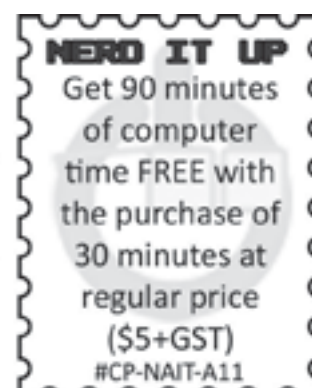 NERD IT UP
Get 90 minutes
of computer
time FREE with
the purchase of
30 minutes at
regular price
($5+GST)
#CP-NAIT-A11